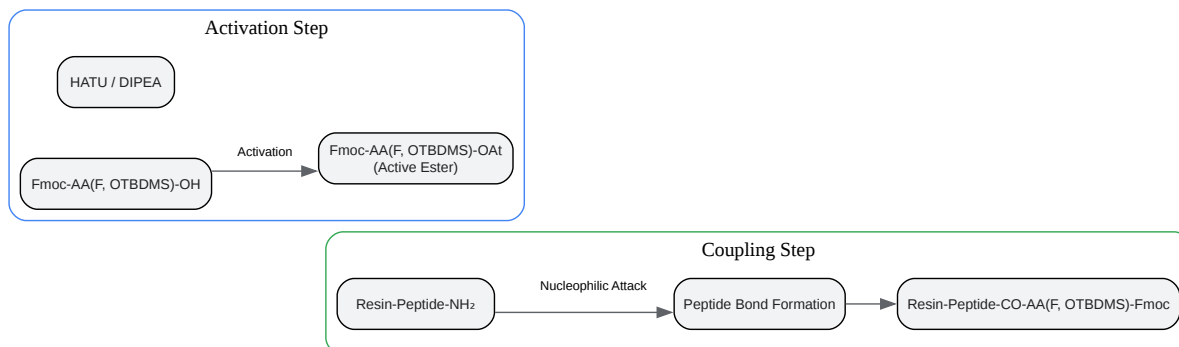 Activation Step
HATU / DIPEA
Fmoc-AA(F, OTBDMS)-OH
Activation
Fmoc-AA(F, OTBDMS)-OAt
(Active Ester)
Coupling Step
Resin-Peptide-NH₂
Nucleophilic Attack
Peptide Bond Formation
Resin-Peptide-CO-AA(F, OTBDMS)-Fmoc